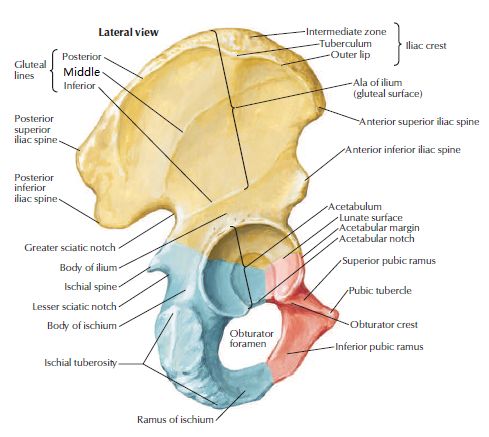 Lateral view
Intermediate zone
Tuberculum
Outer lip
Iliac crest
Gluteal
lines
Posterior
Middle
Inferior
Ala of ilium
(gluteal surface)
Anterior superior iliac spine
Posterior
superior
iliac spine
Anterior inferior iliac spine
Posterior
inferior
iliac spine
Acetabulum
Lunate surface
Acetabular margin
Acetabular notch
Greater sciatic notch
Superior pubic ramus
Body of ilium
Ischial spine
Pubic tubercle
Lesser sciatic notch
Obturator crest
Body of ischium
Obturator
foramen
Inferior pubic ramus
Ischial tuberosity
Ramus of ischium